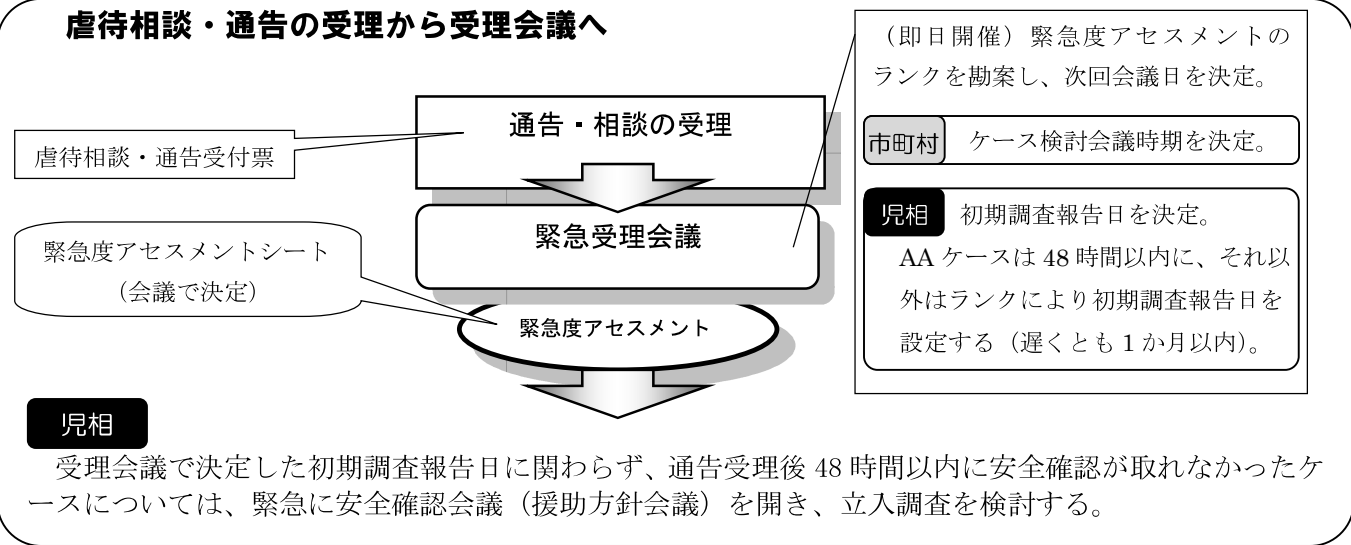 虐待相談・通告の受理から受理会議へ
（即日開催）緊急度アセスメントの
ランクを勘案し、次回会議日を決定。
通告・相談の受理
虐待相談・通告受付票
市町村 ケース検討会議時期を決定。
児相 初期調査報告日を決定。
AA ケースは 48 時間以内に、それ以
外はランクにより初期調査報告日を
設定する（遅くとも 1 か月以内）。
緊急受理会議
緊急度アセスメントシート
（会議で決定）
緊急度アセスメント
児相
受理会議で決定した初期調査報告日に関わらず、通告受理後 48 時間以内に安全確認が取れなかったケ
ースについては、緊急に安全確認会議（援助方針会議）を開き、立入調査を検討する。